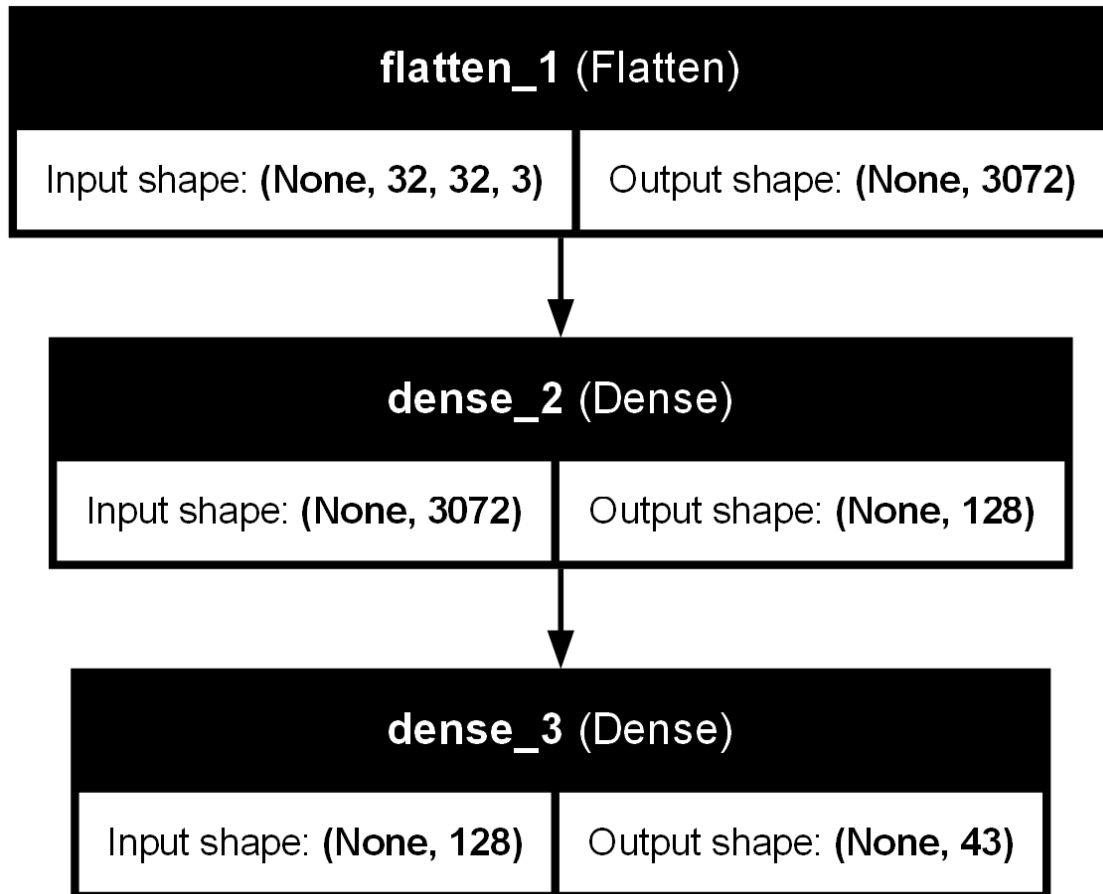 flatten_1 (Flatten)
Input shape: (None, 32, 32, 3)
Output shape: (None, 3072)
dense_2 (Dense)
Input shape: (None, 3072)
Output shape: (None, 128)
dense_3 (Dense)
Input shape: (None, 128)
Output shape: (None, 43)